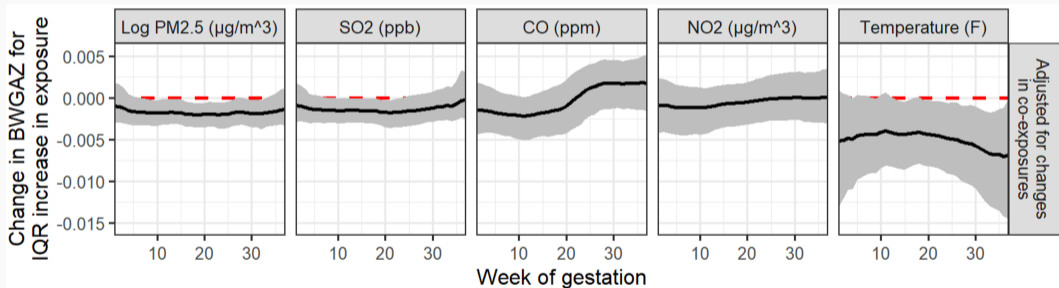 Log PM2.5 (µg/m^3)
SO2 (ppb)
CO (ppm)
NO2 (µg/m^3)
Temperature (F)
Change in BWGAZ for
IQR increase in exposure
0.005
0.000
-0.005
-0.010
-0.015
Adjusted for changes
in co-exposures
10 20 30
10 20 30
10 20 30
10 20 30
10 20 30
Week of gestation